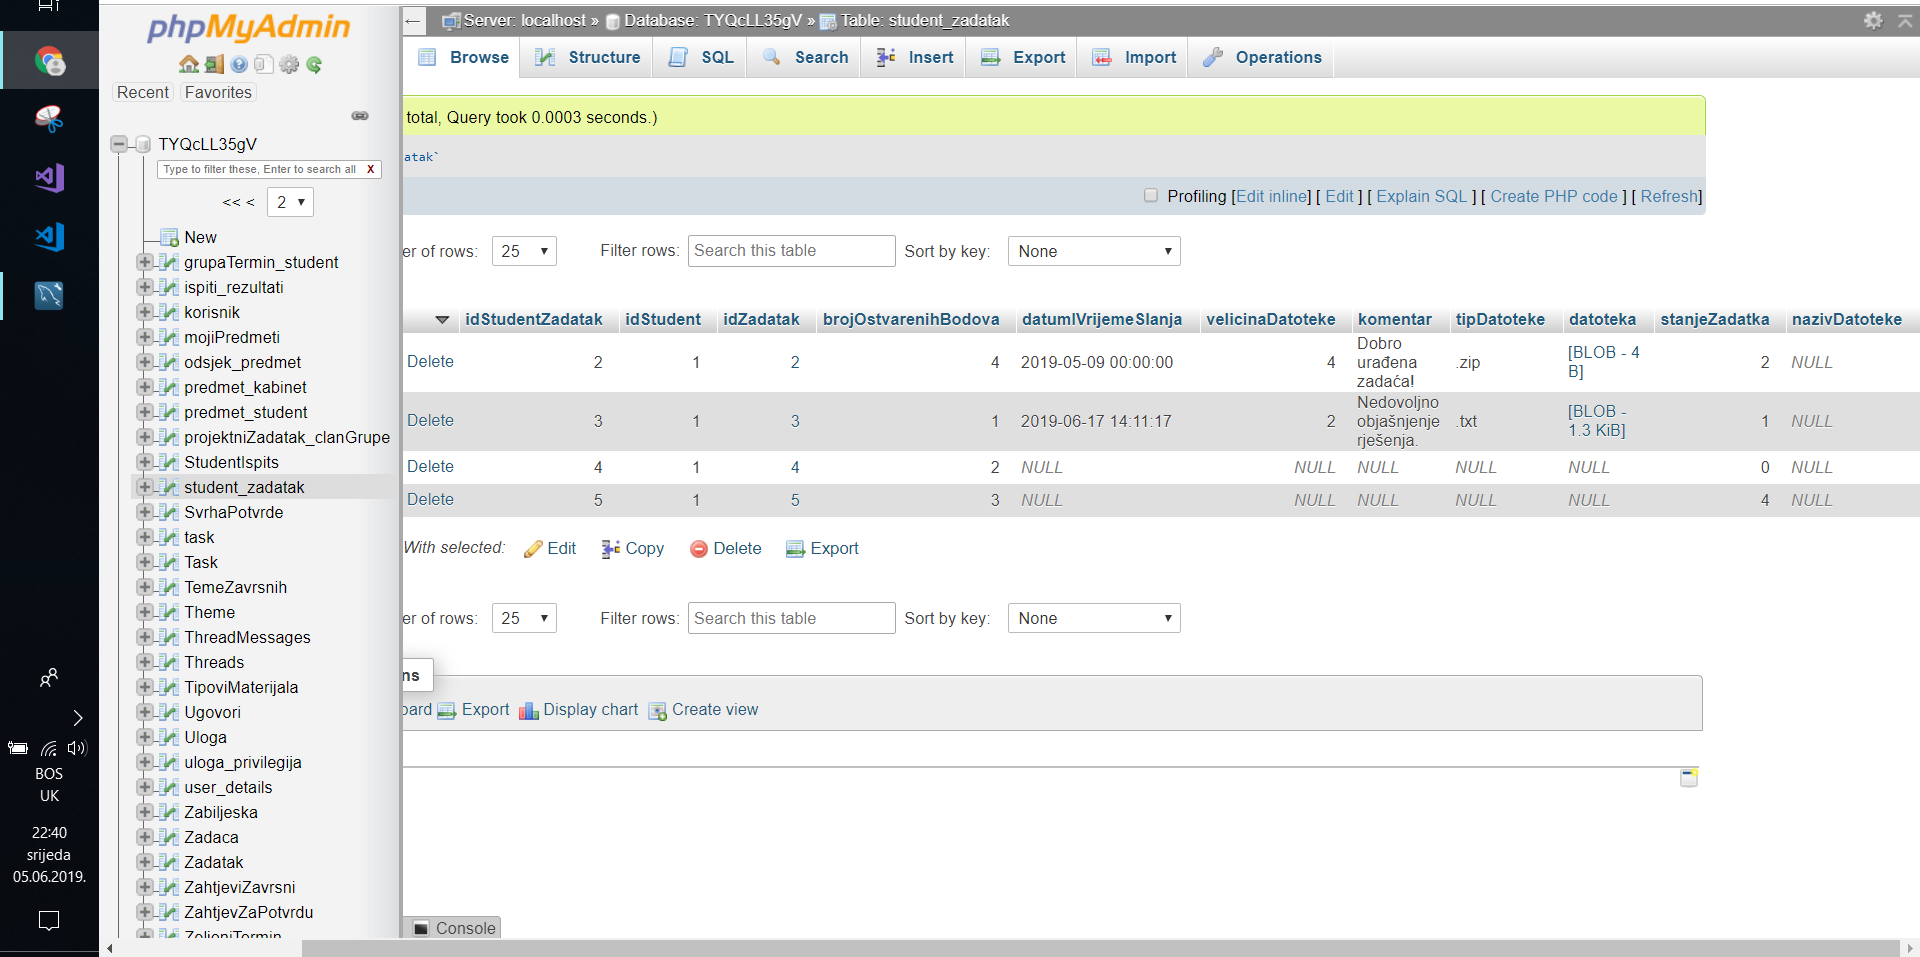 phpMyAdmin
Recent Favorites
TYQcLL35gV
Type to filter these, Enter to search all X
<< < 2
New
grupaTermin_student
ispiti_rezultati
korisnik
mojiPredmeti
odsjek_predmet
predmet_kabinet
predmet_student
projektniZadatak_clanGrupe
StudentIspits
student_zadatak
SvrhaPotvrde
task
Task
TemeZavrsnih
Theme
ThreadMessages
Threads
TipoviMaterijala
Ugovori
Uloga
uloga_privilegija
user_details
Zabiljeska
Zadaca
Zadatak
ZahtjeviZavrsni
ZahtjevZaPotvrdu
ZeljeniTermin
BOS
UK
22:40
srijeda
05.06.2019.
Server: localhost » Database: TYQcLL35gV » Table: student_zadatak
Browse Structure SQL Search Insert Export Import Operations
total, Query took 0.0003 seconds.)
atak`
Profiling [Edit inline] [ Edit ] [ Explain SQL ] [ Create PHP code ] [ Refresh]
er of rows: 25 Filter rows: Search this table Sort by key: None
idStudentZadatak idStudent idZadatak brojOstvarenihBodova datumIVrijemeSlanja velicinaDatoteke komentar tipDatoteke datoteka stanjeZadatka nazivDatoteke
Delete 2 1 2 4 2019-05-09 00:00:00 4 Dobro urađena zadaća! .zip [BLOB - 4 B] 2 NULL
Delete 3 1 3 1 2019-06-17 14:11:17 2 Nedovoljno objašnjenje rješenja. .txt [BLOB - 1.3 KiB] 1 NULL
Delete 4 1 4 2 NULL NULL NULL NULL NULL 0 NULL
Delete 5 1 5 3 NULL NULL NULL NULL NULL 4 NULL
With selected: Edit Copy Delete Export
er of rows: 25 Filter rows: Search this table Sort by key: None
ns
oard Export Display chart Create view
Console